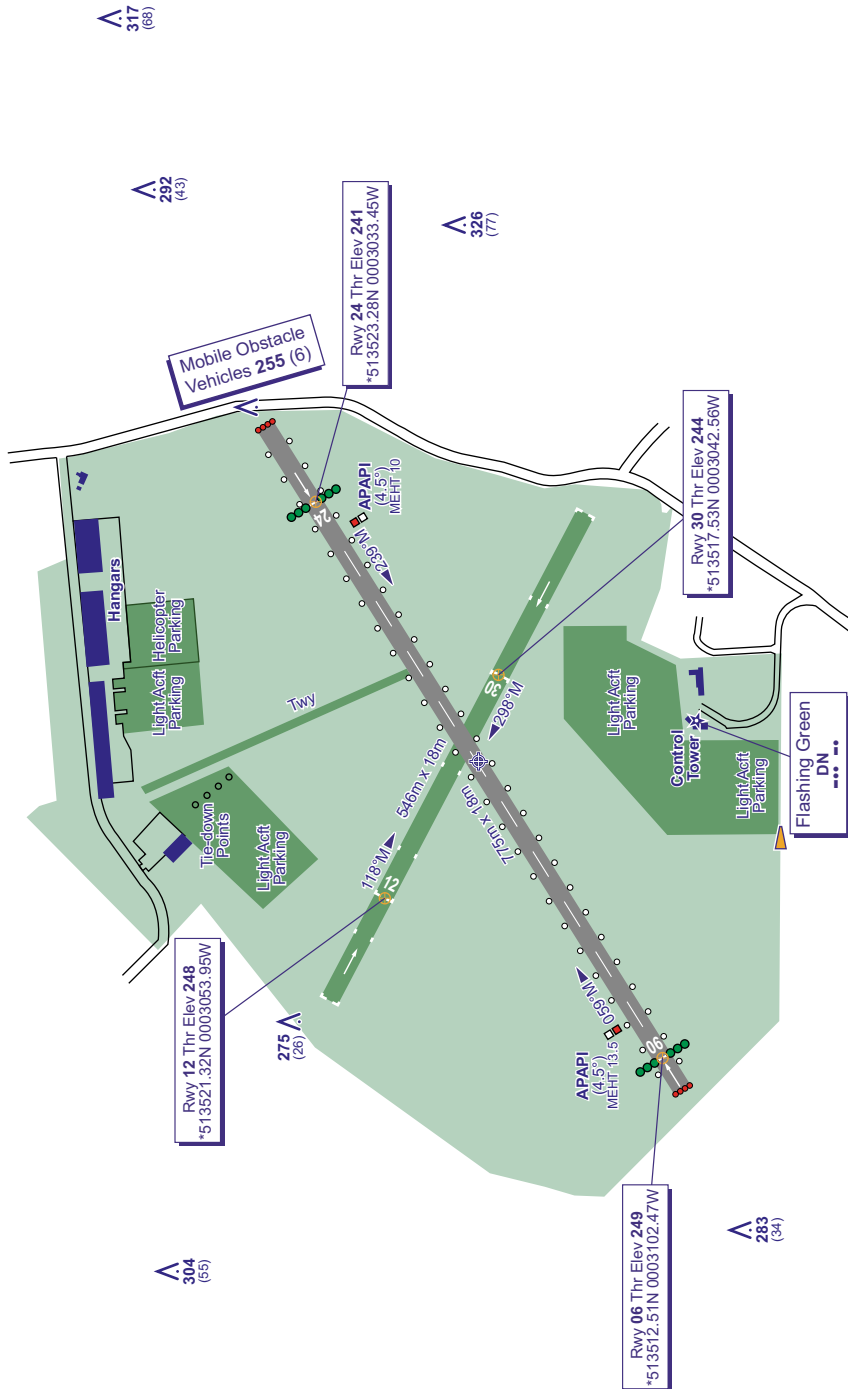 317
(68)
292
(43)
326
(77)
Rwy 24 Thr Elev 241
*513523.28N 0003033.45W
Mobile Obstacle
Vehicles 255 (6)
Hangars
Helicopter
Parking
Light Acft
Parking
Twy
Tie-down
Points
Light Acft
Parking
24
APAPI
(4.5°)
MEHT 10
239°M
Rwy 30 Thr Elev 244
*513517.53N 0003042.56W
30
298°M
546m x 18m
775m x 18m
118°M
12
Light Acft
Parking
Control
Tower
Light Acft
Parking
Flashing Green
DN
Rwy 12 Thr Elev 248
*513521.32N 0003053.95W
275
(26)
059°M
APAPI
(4.5°)
MEHT 13.5
06
Rwy 06 Thr Elev 249
*513512.51N 0003102.47W
304
(55)
283
(34)